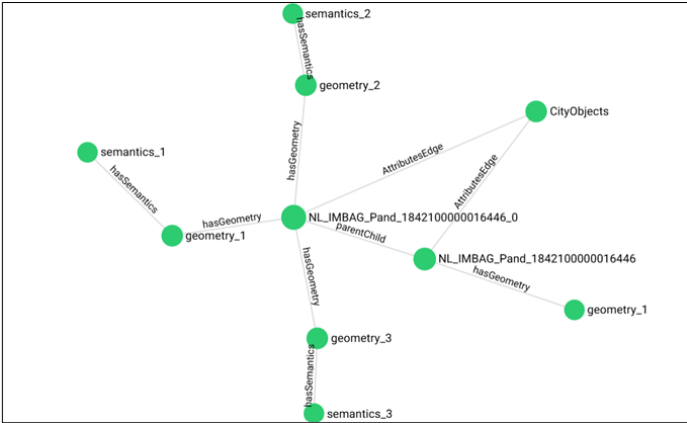 semantics_2
hasSemantics
geometry_2
CityObjects
hasGeometry
AttributesEdge
semantics_1
AttributesEdge
hasSemantics
NL_IMBAG_Pand_1842100000016446_0
hasGeometry
geometry_1
parentChild
NL_IMBAG_Pand_1842100000016446
hasGeometry
hasGeometry
geometry_1
geometry_3
hasSemantics
semantics_3